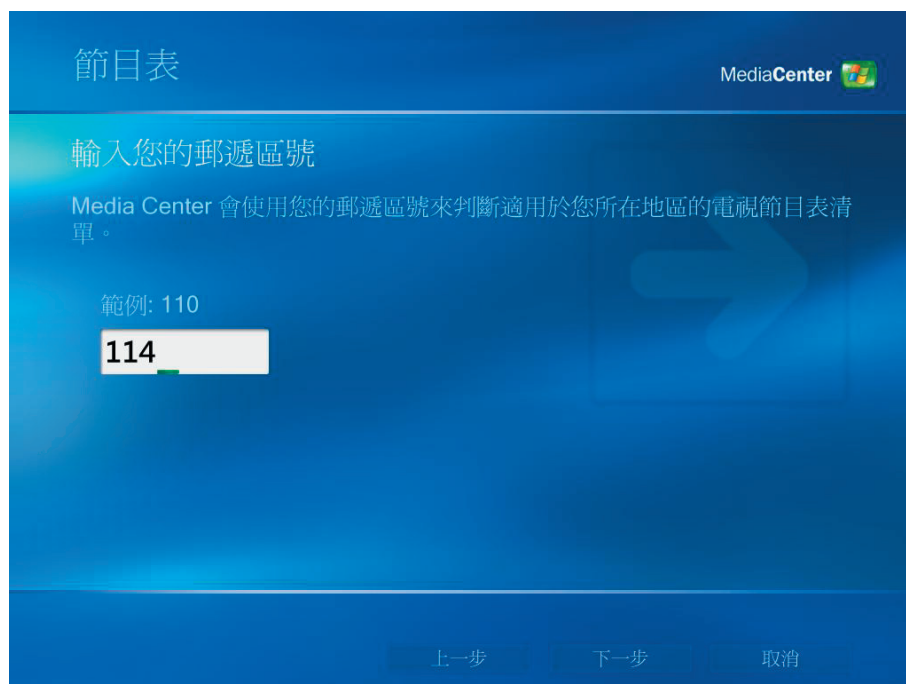 節目表
MediaCenter
輸入您的郵遞區號
Media Center 會使用您的郵遞區號來判斷適用於您所在地區的電視節目表清
單。
範例: 110
114
上一步 下一步 取消